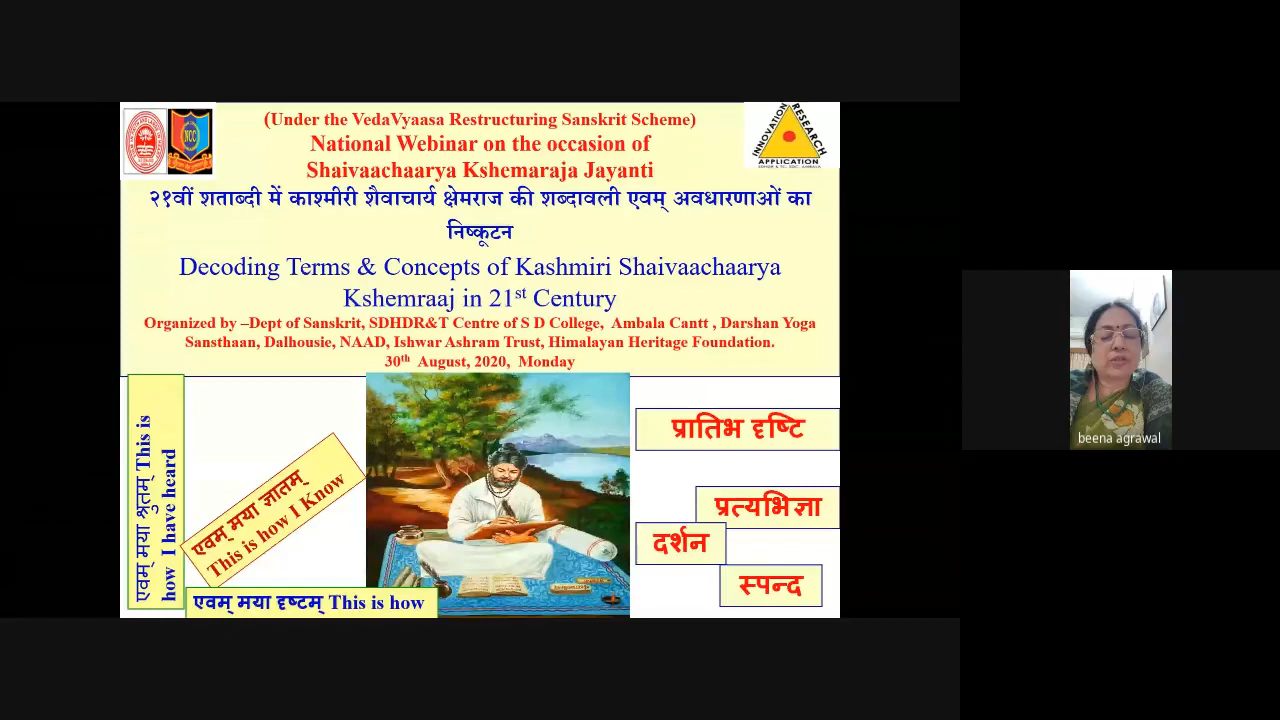 (Under the VedaVyaasa Restructuring Sanskrit Scheme)
National Webinar on the occasion of
Shaivaachaarya Kshemaraja Jayanti
२१वीं शताब्दी में काश्मीरी शैवाचार्य क्षेमराज की शब्दावली एवम् अवधारणाओं का
निष्कूटन
Decoding Terms & Concepts of Kashmiri Shaivaachaarya
Kshemraaj in 21st Century
Organized by –Dept of Sanskrit, SDHDR&T Centre of S D College, Ambala Cantt , Darshan Yoga
Sansthaan, Dalhousie, NAAD, Ishwar Ashram Trust, Himalayan Heritage Foundation.
30th August, 2020, Monday
NCC
INNOVATION
RESEARCH
APPLICATION
एवम् मया श्रुतम् This is
how I have heard
एवम् मया ज्ञातम्
This is how I Know
एवम् मया दृष्टम् This is how
प्रातिभ दृष्टि
प्रत्यभिज्ञा
दर्शन
स्पन्द
beena agrawal